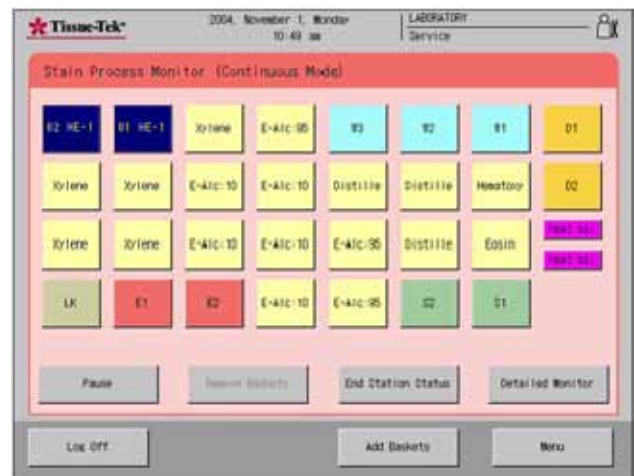 Tissue-Tek
2004, November 1, Monday
10:49 am
LABORATORY
Service
Stain Process Monitor (Continuous Mode)
02 HE-1 01 HE-1 Xylene E-Alc:95 W3 W2 W1 D1
Xylene Xylene E-Alc:10 E-Alc:10 Distille Distille Hematoxy D2
Xylene Xylene E-Alc:10 E-Alc:10 E-Alc:95 Distille Eosin
LK E1 E2 E-Alc:10 E-Alc:95 S2 S1
Pause Remove Baskets End Station Status Detailed Monitor
Log Off Add Baskets Menu